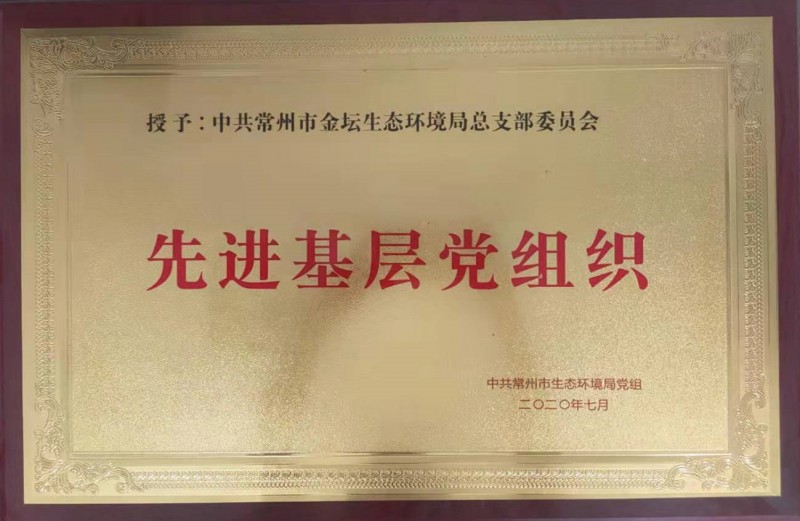 授予：中共常州市金坛生态环境局总支部委员会
先进基层党组织
中共常州市生态环境局党组
二〇二〇年七月